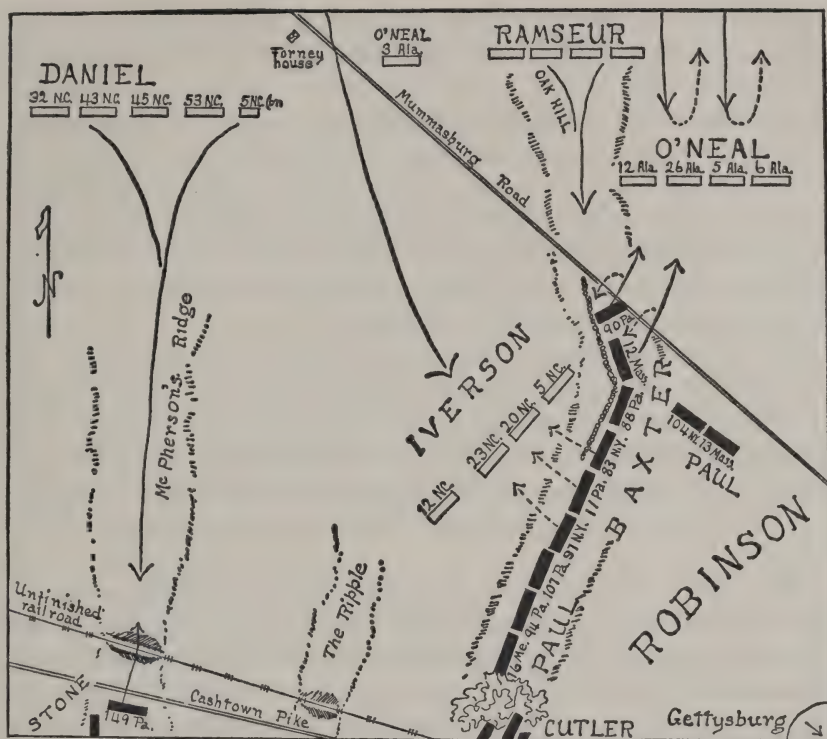 DANIEL
32 N.C. 43 N.C. 45 N.C. 53 N.C. 5 N.C. Bn
Forney
house
O'NEAL
3 Ala.
RAMSEUR
OAK HILL
Mummasburg
Road
O'NEAL
12 Ala. 26 Ala. 5 Ala. 6 Ala.
N
McPherson's Ridge
IVERSON
12 N.C. 23 N.C. 20 N.C. 5 N.C.
90 Pa.
12 Mass.
88 Pa.
83 N.Y.
11 Pa.
97 N.Y.
107 Pa.
94 Pa.
16 Me.
BAXTER
PAUL
104 N.Y. 13 Mass.
PAUL
ROBINSON
Unfinished
railroad
The Ripple
STONE
149 Pa.
Cashtown Pike
CUTLER
Gettysburg